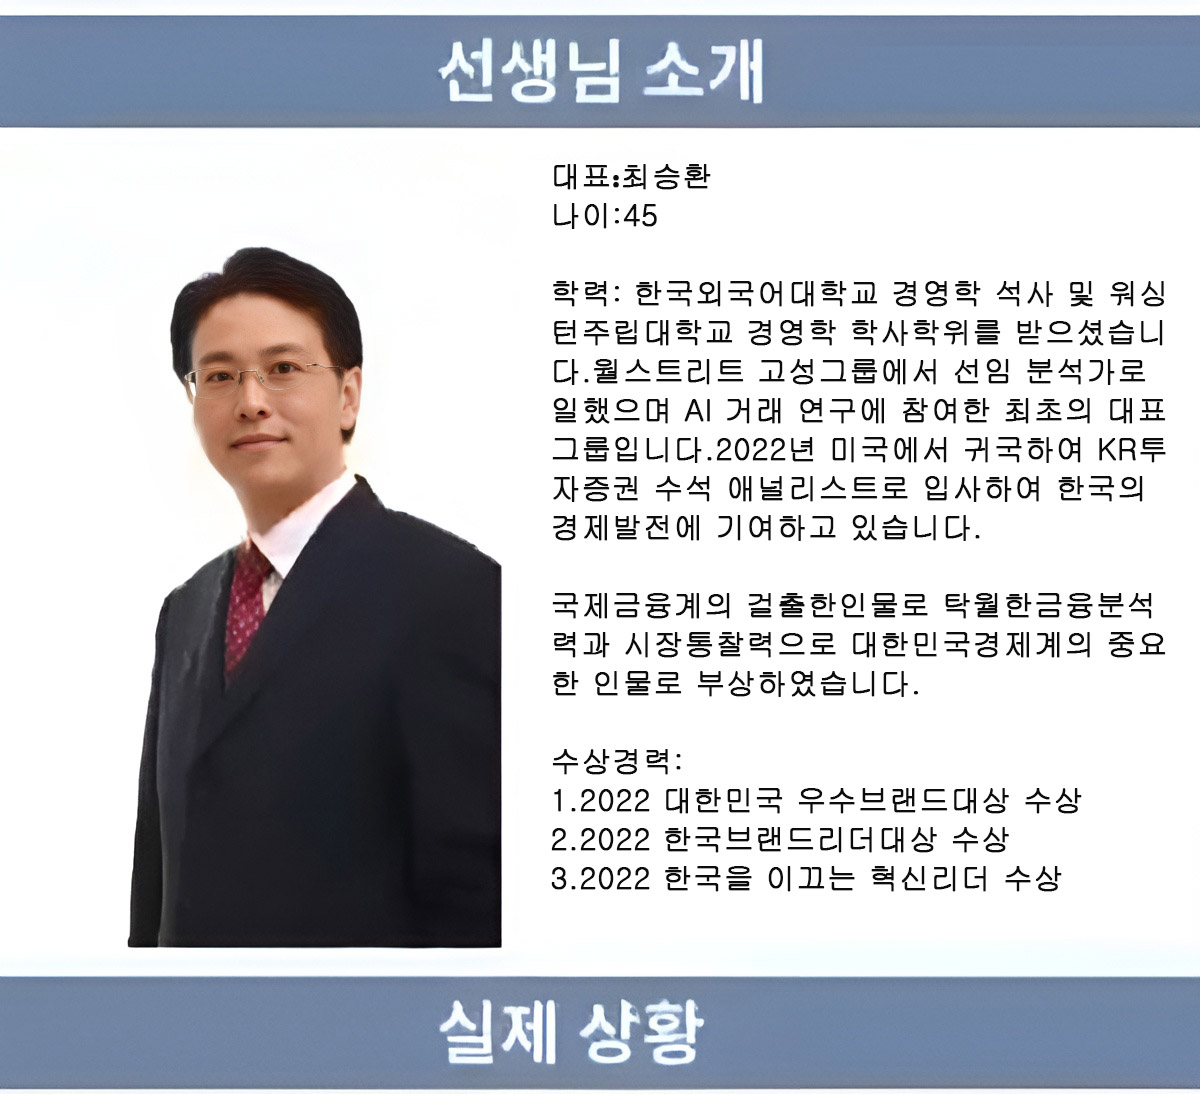 선생님 소개
대표:최승환
나이:45
학력: 한국외국어대학교 경영학 석사 및 워싱
턴주립대학교 경영학 학사학위를 받으셨습니
다.월스트리트 고성그룹에서 선임 분석가로
일했으며 AI 거래 연구에 참여한 최초의 대표
그룹입니다.2022년 미국에서 귀국하여 KR투
자증권 수석 애널리스트로 입사하여 한국의
경제발전에 기여하고 있습니다.
국제금융계의 걸출한인물로 탁월한금융분석
력과 시장통찰력으로 대한민국경제계의 중요
한 인물로 부상하였습니다.
수상경력:
1.2022 대한민국 우수브랜드대상 수상
2.2022 한국브랜드리더대상 수상
3.2022 한국을 이끄는 혁신리더 수상
실제 상황